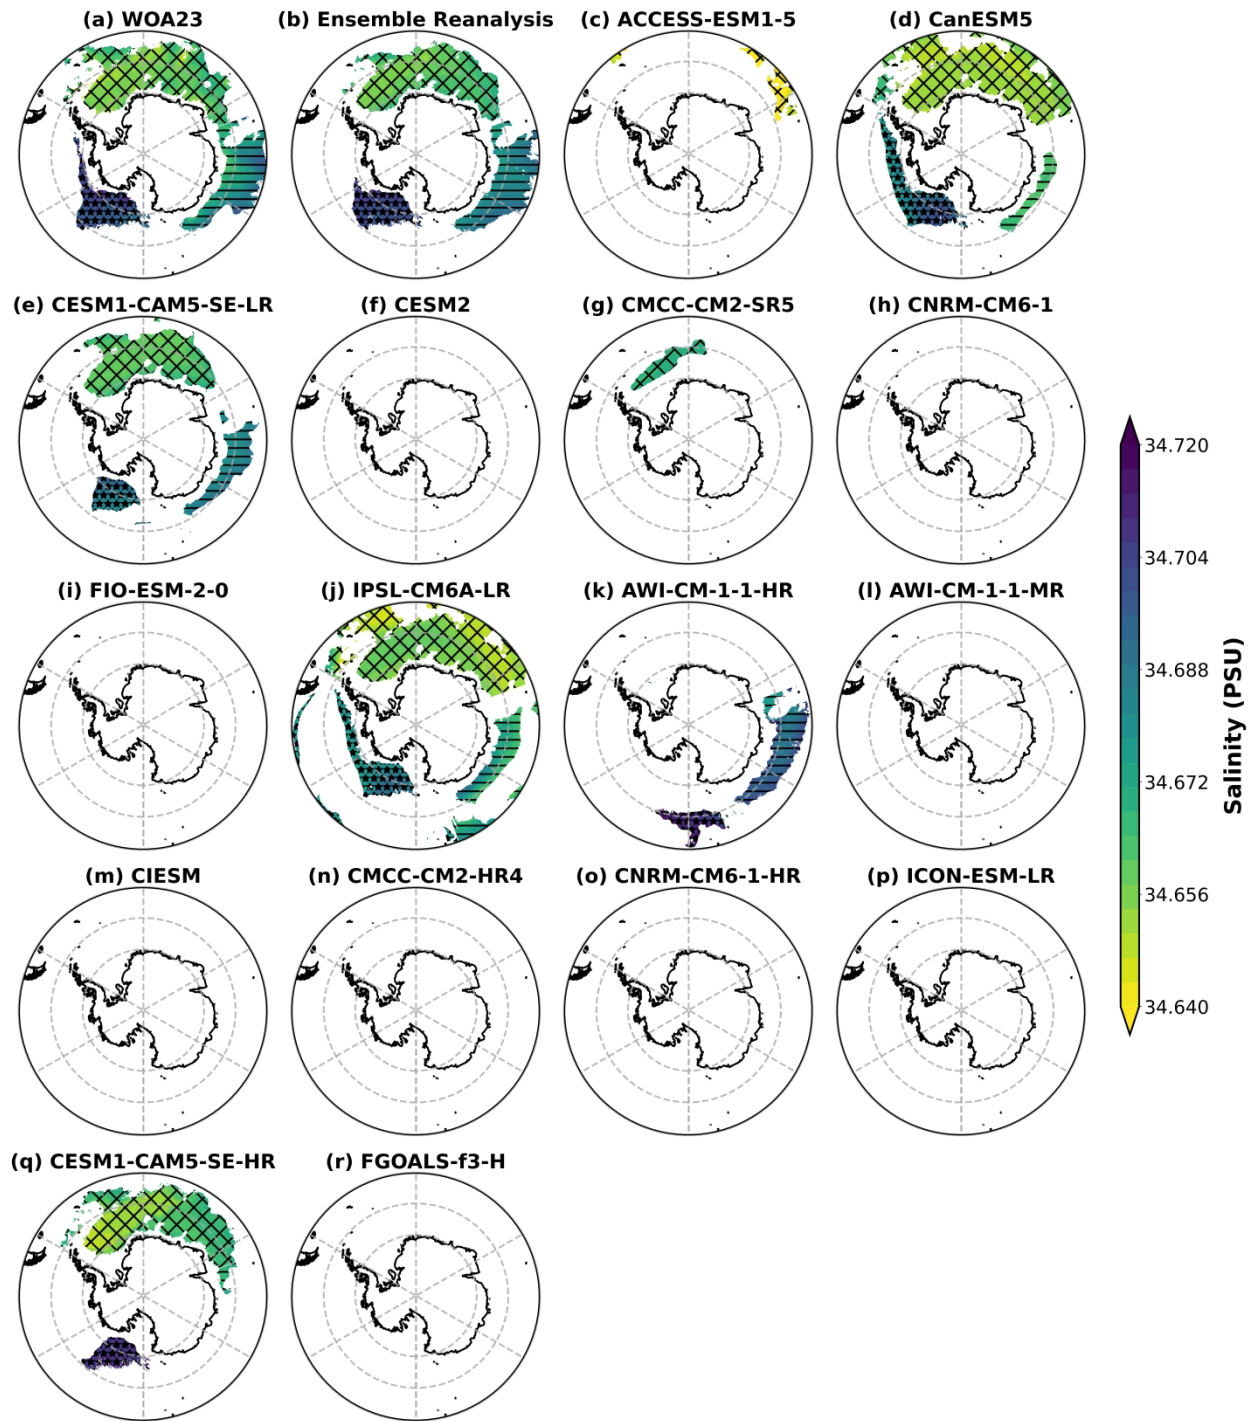 (a) WOA23
(b) Ensemble Reanalysis
(c) ACCESS-ESM1-5
(d) CanESM5
(e) CESM1-CAM5-SE-LR
(f) CESM2
(g) CMCC-CM2-SR5
(h) CNRM-CM6-1
(i) FIO-ESM-2-0
(j) IPSL-CM6A-LR
(k) AWI-CM-1-1-HR
(l) AWI-CM-1-1-MR
(m) CIESM
(n) CMCC-CM2-HR4
(o) CNRM-CM6-1-HR
(p) ICON-ESM-LR
(q) CESM1-CAM5-SE-HR
(r) FGOALS-f3-H
34.720
34.704
34.688
34.672
34.656
34.640
Salinity (PSU)